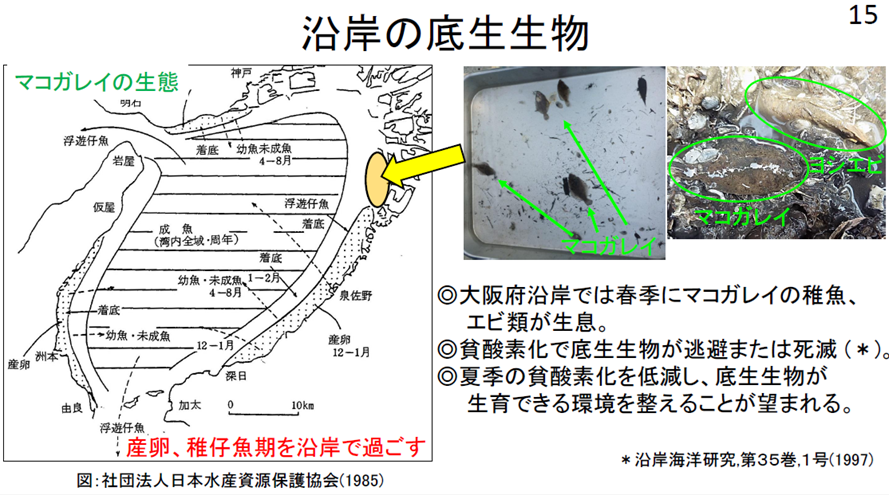 15
沿岸の底生生物
マコガレイの生態
神戸
明石
浮遊仔魚
着底
幼魚未成魚
4-8月
岩屋
仮屋
浮遊仔魚
着底
成魚
(湾内全域・周年)
着底
1-2月
幼魚・未成魚
4-8月
泉佐野
着底
幼魚・未成魚
12-1月
産卵
12-1月
産卵
洲本
深日
由良
加太
0
10km
浮遊仔魚
産卵、稚仔魚期を沿岸で過ごす
図:社団法人日本水産資源保護協会(1985)
マコガレイ
ヨシエビ
マコガレイ
◎大阪府沿岸では春季にマコガレイの稚魚、
エビ類が生息。
◎貧酸素化で底生生物が逃避または死滅(*)。
◎夏季の貧酸素化を低減し、底生生物が
生育できる環境を整えることが望まれる。
*沿岸海洋研究,第35巻,1号(1997)